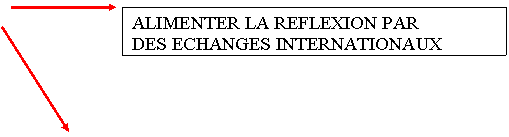 ALIMENTER LA REFLEXION PAR
DES ECHANGES INTERNATIONAUX